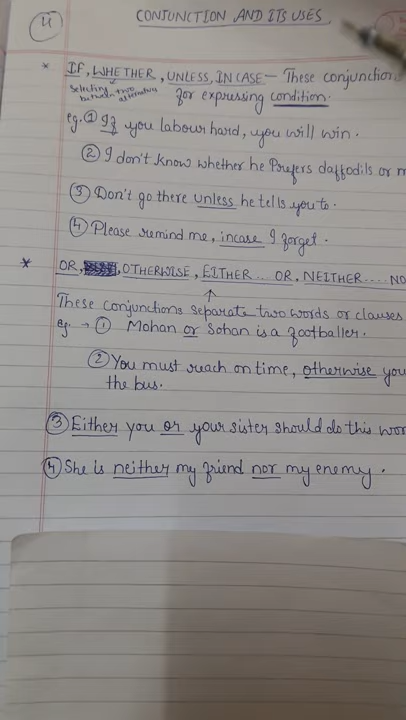 4
CONJUNCTION AND ITS USES
* IF, WHETHER, UNLESS, IN CASE - These conjunctions
selecting
between two
alternatives
for expressing condition.
eg. ① If you labour hard, you will win.
② I don't know whether he Prefers daffodils or
③ Don't go there unless he tells you to.
④ Please remind me, incase I forget.
* OR, OTHERWISE, EITHER... OR, NEITHER.... NO
These conjunctions separate two words or clauses
eg. → ① Mohan or Sohan is a footballer.
② You must reach on time, otherwise you
the bus.
③ Either you or your sister should do this wor
④ She is neither my friend nor my enemy.